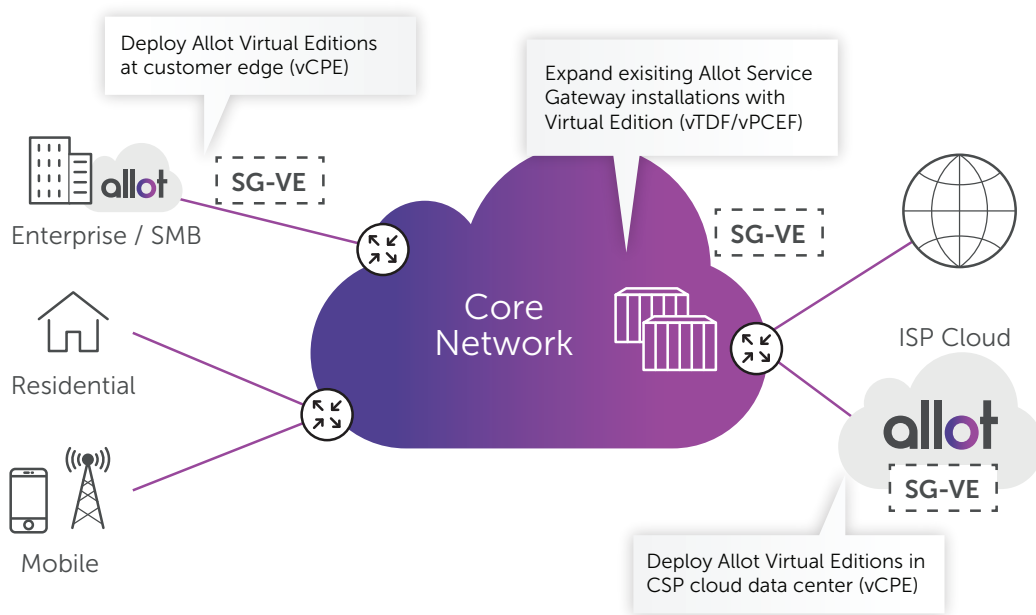 Deploy Allot Virtual Editions
at customer edge (vCPE)
Expand exisiting Allot Service
Gateway installations with
Virtual Edition (vTDF/vPCEF)
allot
SG-VE
Enterprise / SMB
SG-VE
Core
Network
Residential
ISP Cloud
allot
SG-VE
Mobile
Deploy Allot Virtual Editions in
CSP cloud data center (vCPE)